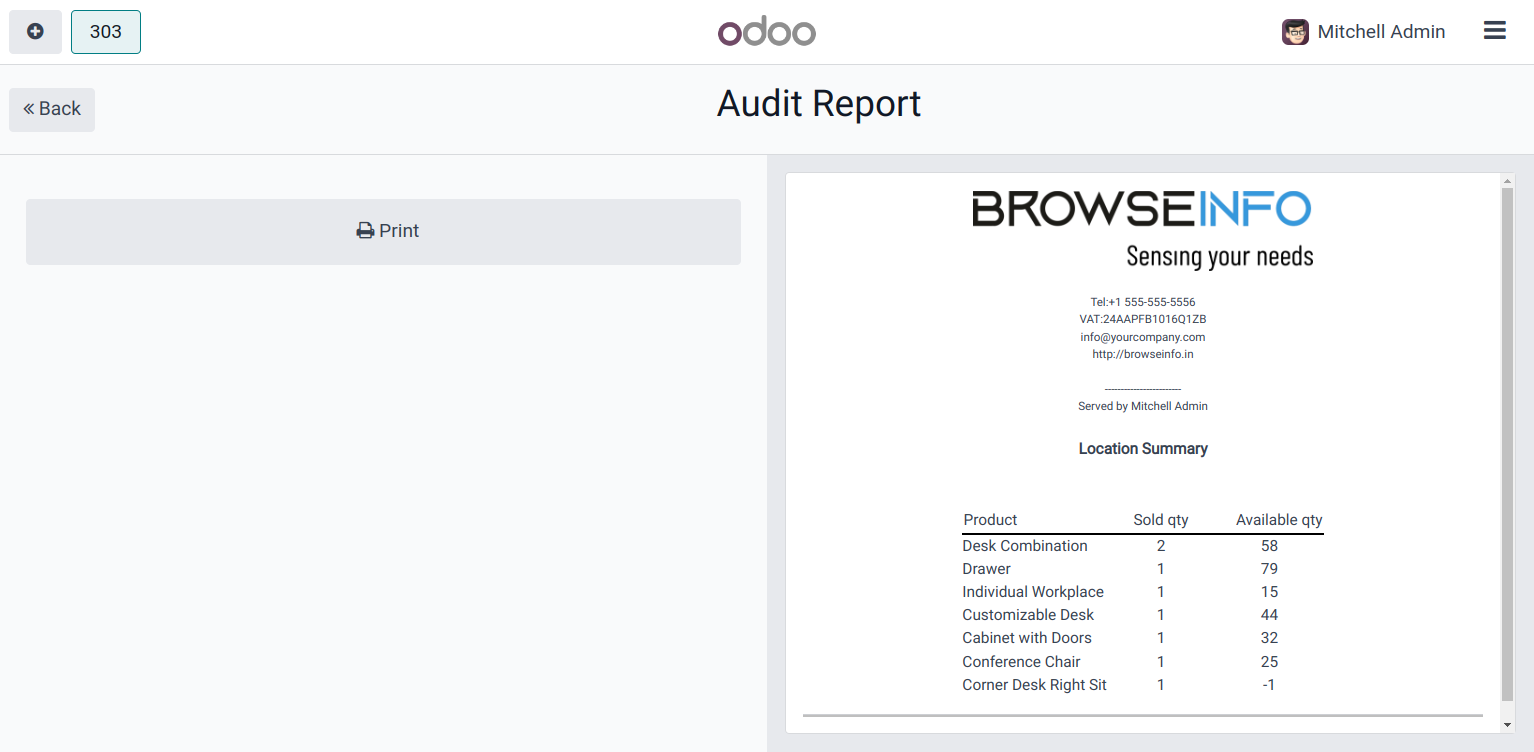 303
odoo
Mitchell Admin
Back
Audit Report
Print
BROWSEINFO
Sensing your needs
Tel:+1 555-555-5556
VAT:24AAPFB1016Q1ZB
info@yourcompany.com
http://browseinfo.in
------------------------
Served by Mitchell Admin
Location Summary
Product Sold qty Available qty
Desk Combination 2 58
Drawer 1 79
Individual Workplace 1 15
Customizable Desk 1 44
Cabinet with Doors 1 32
Conference Chair 1 25
Corner Desk Right Sit 1 -1